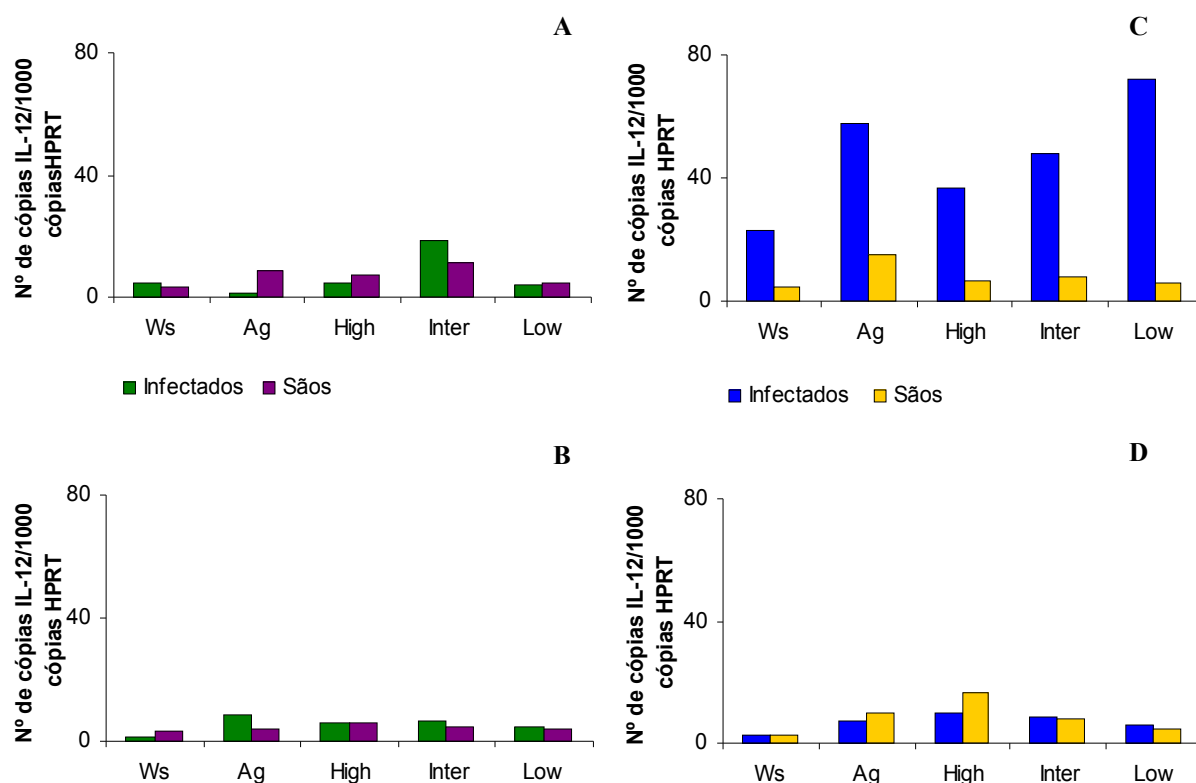 A
Nº de cópias IL-12/1000
cópiasHPRT
80
40
0
Ws Ag High Inter Low
Infectados Sãos
C
Nº de cópias IL-12/1000
cópias HPRT
80
40
0
Ws Ag High Inter Low
Infectados Sãos
B
Nº de cópias IL-12/1000
cópias HPRT
80
40
0
Ws Ag High Inter Low
D
Nº de cópias IL-12/1000
cópias HPRT
80
40
0
Ws Ag High Inter Low